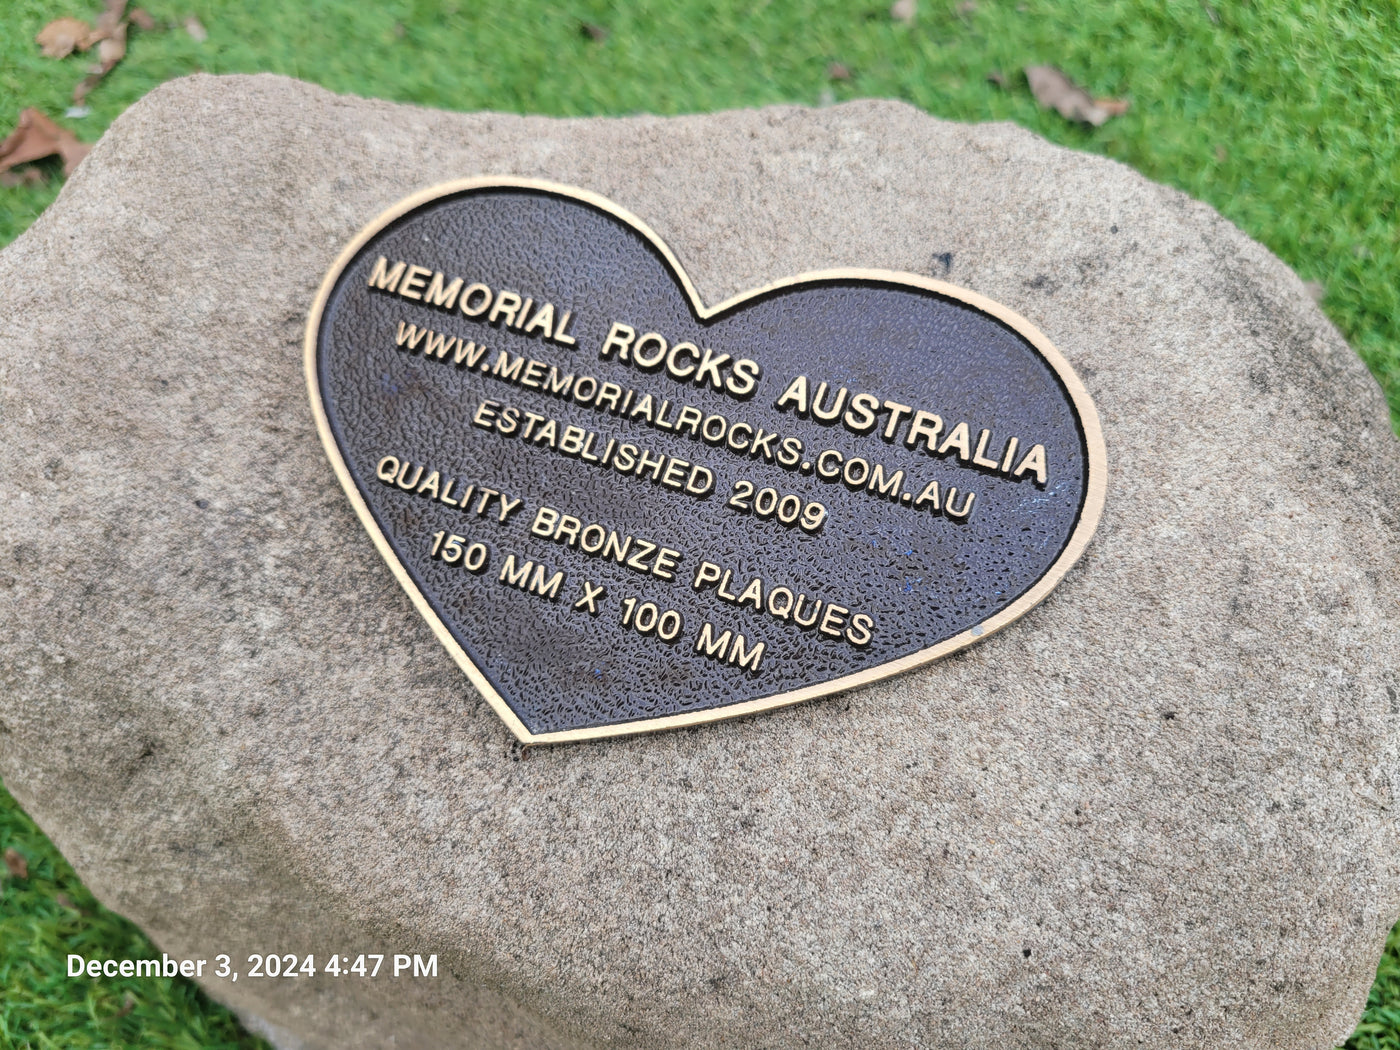 MEMORIAL ROCKS AUSTRALIA
WWW.MEMORIALROCKS.COM.AU
ESTABLISHED 2009
QUALITY BRONZE PLAQUES
150 MM X 100 MM
December 3, 2024 4:47 PM